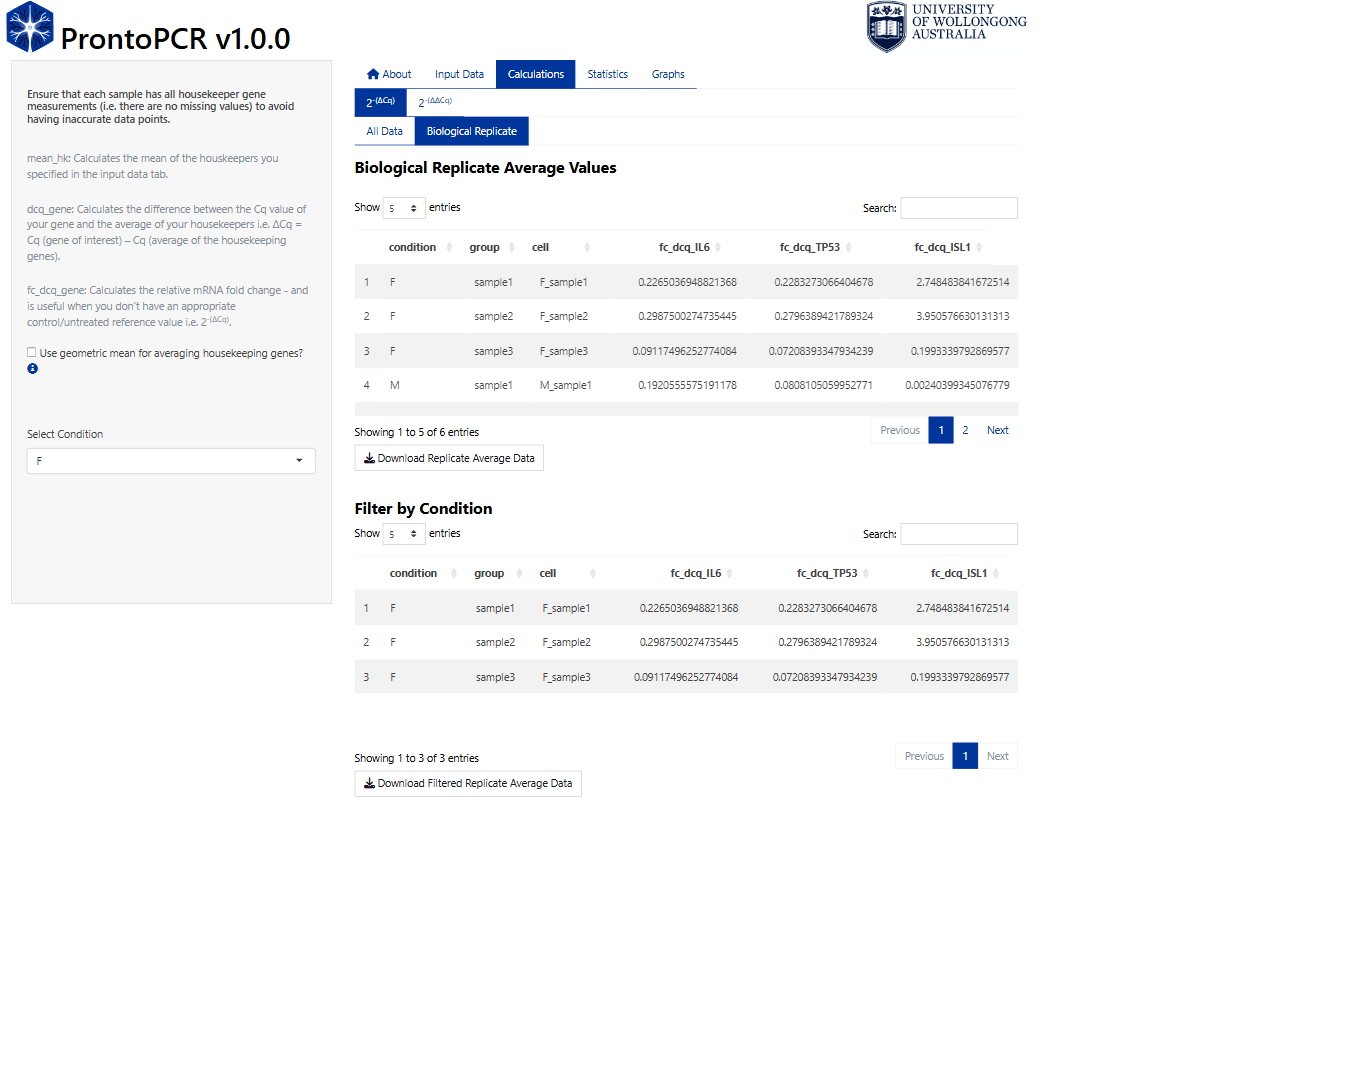 ProntoPCR v1.0.0
UNIVERSITY
OF WOLLONGONG
AUSTRALIA
Ensure that each sample has all housekeeper gene
measurements (i.e. there are no missing values) to avoid
having inaccurate data points.
mean_hk: Calculates the mean of the houskeepers you
specified in the input data tab.
dcq_gene: Calculates the difference between the Cq value of
your gene and the average of your housekeepers i.e. ΔCq =
Cq (gene of interest) – Cq (average of the housekeeping
genes).
fc_dcq_gene: Calculates the relative mRNA fold change - and
is useful when you don't have an appropriate
control/untreated reference value i.e. 2-(ΔCq).
Use geometric mean for averaging housekeeping genes?
Select Condition
F
About Input Data Calculations Statistics Graphs
2-(ΔCq) 2-(ΔΔCq)
All Data Biological Replicate
Biological Replicate Average Values
Show 5 entries Search:
condition group cell fc_dcq_IL6 fc_dcq_TP53 fc_dcq_ISL1
1 F sample1 F_sample1 0.2265036948821368 0.2283273066404678 2.748483841672514
2 F sample2 F_sample2 0.2987500274735445 0.2796389421789324 3.950576630131313
3 F sample3 F_sample3 0.09117496252774084 0.07208393347934239 0.1993339792869577
4 M sample1 M_sample1 0.1920555575191178 0.0808105059952771 0.00240399345076779
Showing 1 to 5 of 6 entries Previous 1 2 Next
Download Replicate Average Data
Filter by Condition
Show 5 entries Search:
condition group cell fc_dcq_IL6 fc_dcq_TP53 fc_dcq_ISL1
1 F sample1 F_sample1 0.2265036948821368 0.2283273066404678 2.748483841672514
2 F sample2 F_sample2 0.2987500274735445 0.2796389421789324 3.950576630131313
3 F sample3 F_sample3 0.09117496252774084 0.07208393347934239 0.1993339792869577
Showing 1 to 3 of 3 entries Previous 1 Next
Download Filtered Replicate Average Data